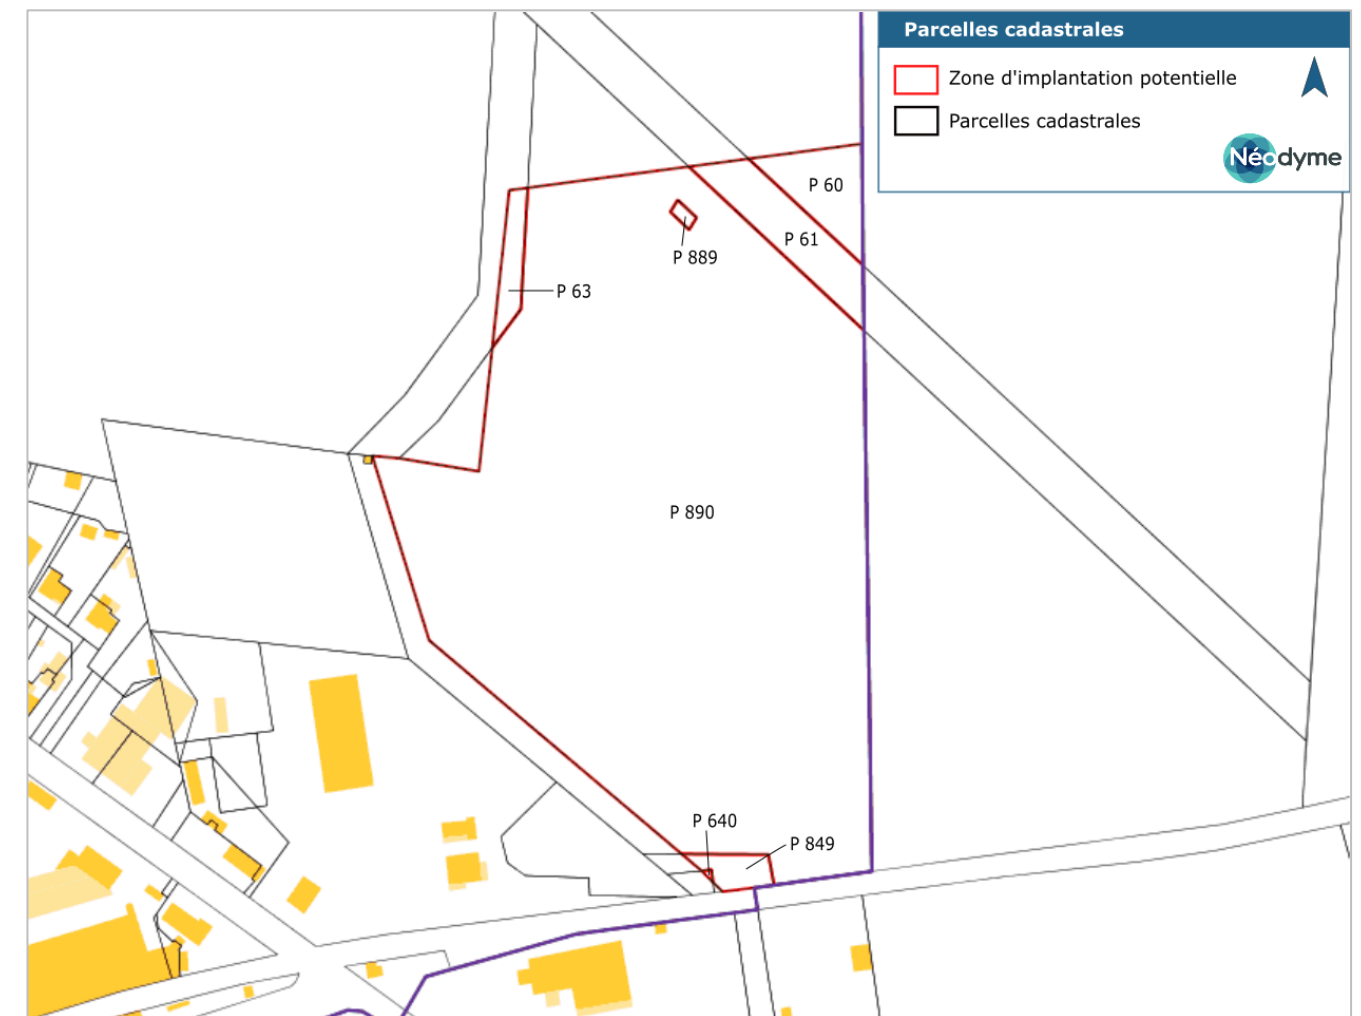 Parcelles cadastrales
Zone d'implantation potentielle
Parcelles cadastrales
Néodyme
P 60
P 61
P 889
P 63
P 890
P 640
P 849